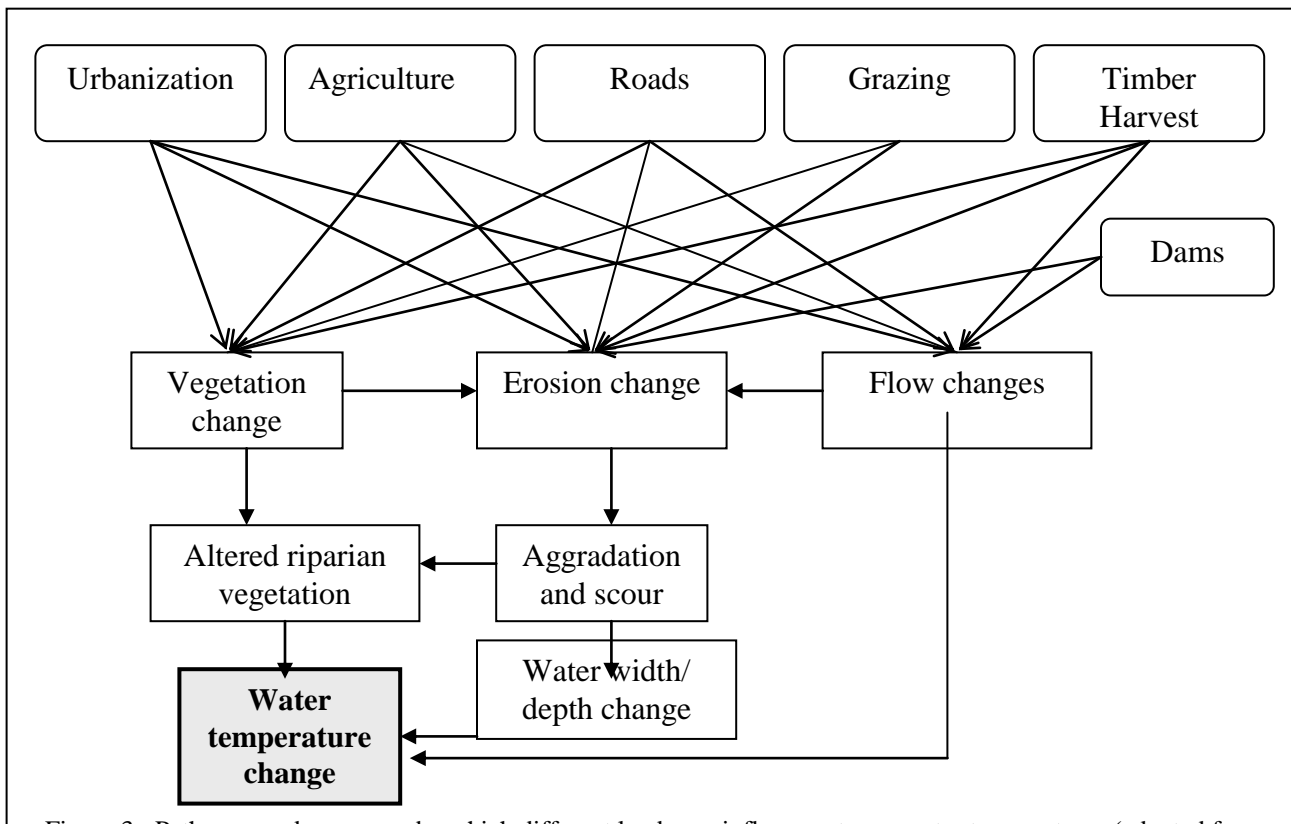 Urbanization
Agriculture
Roads
Grazing
Timber
Harvest
Dams
Vegetation
change
Erosion change
Flow changes
Altered riparian
vegetation
Aggradation
and scour
Water width/
depth change
Water
temperature
change